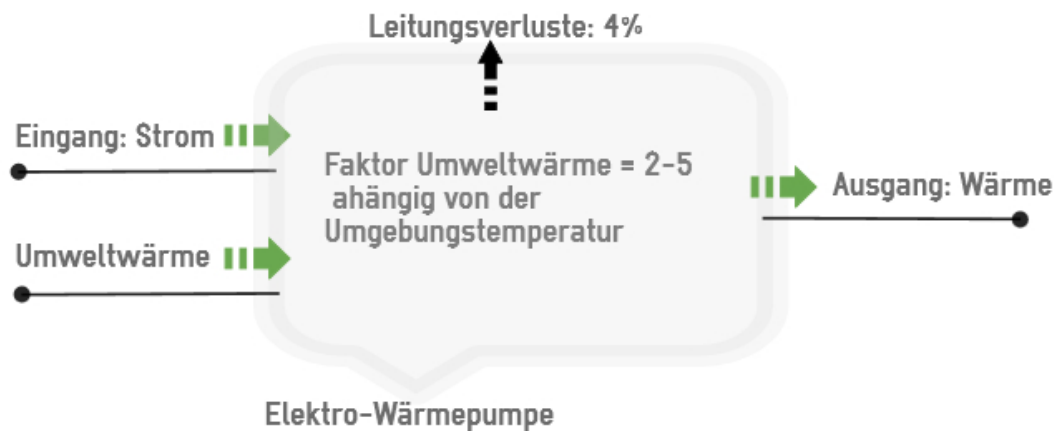 Leitungsverluste: 4%
Eingang: Strom
Faktor Umweltwärme = 2-5
ahängig von der
Umgebungstemperatur
Ausgang: Wärme
Umweltwärme
Elektro-Wärmepumpe